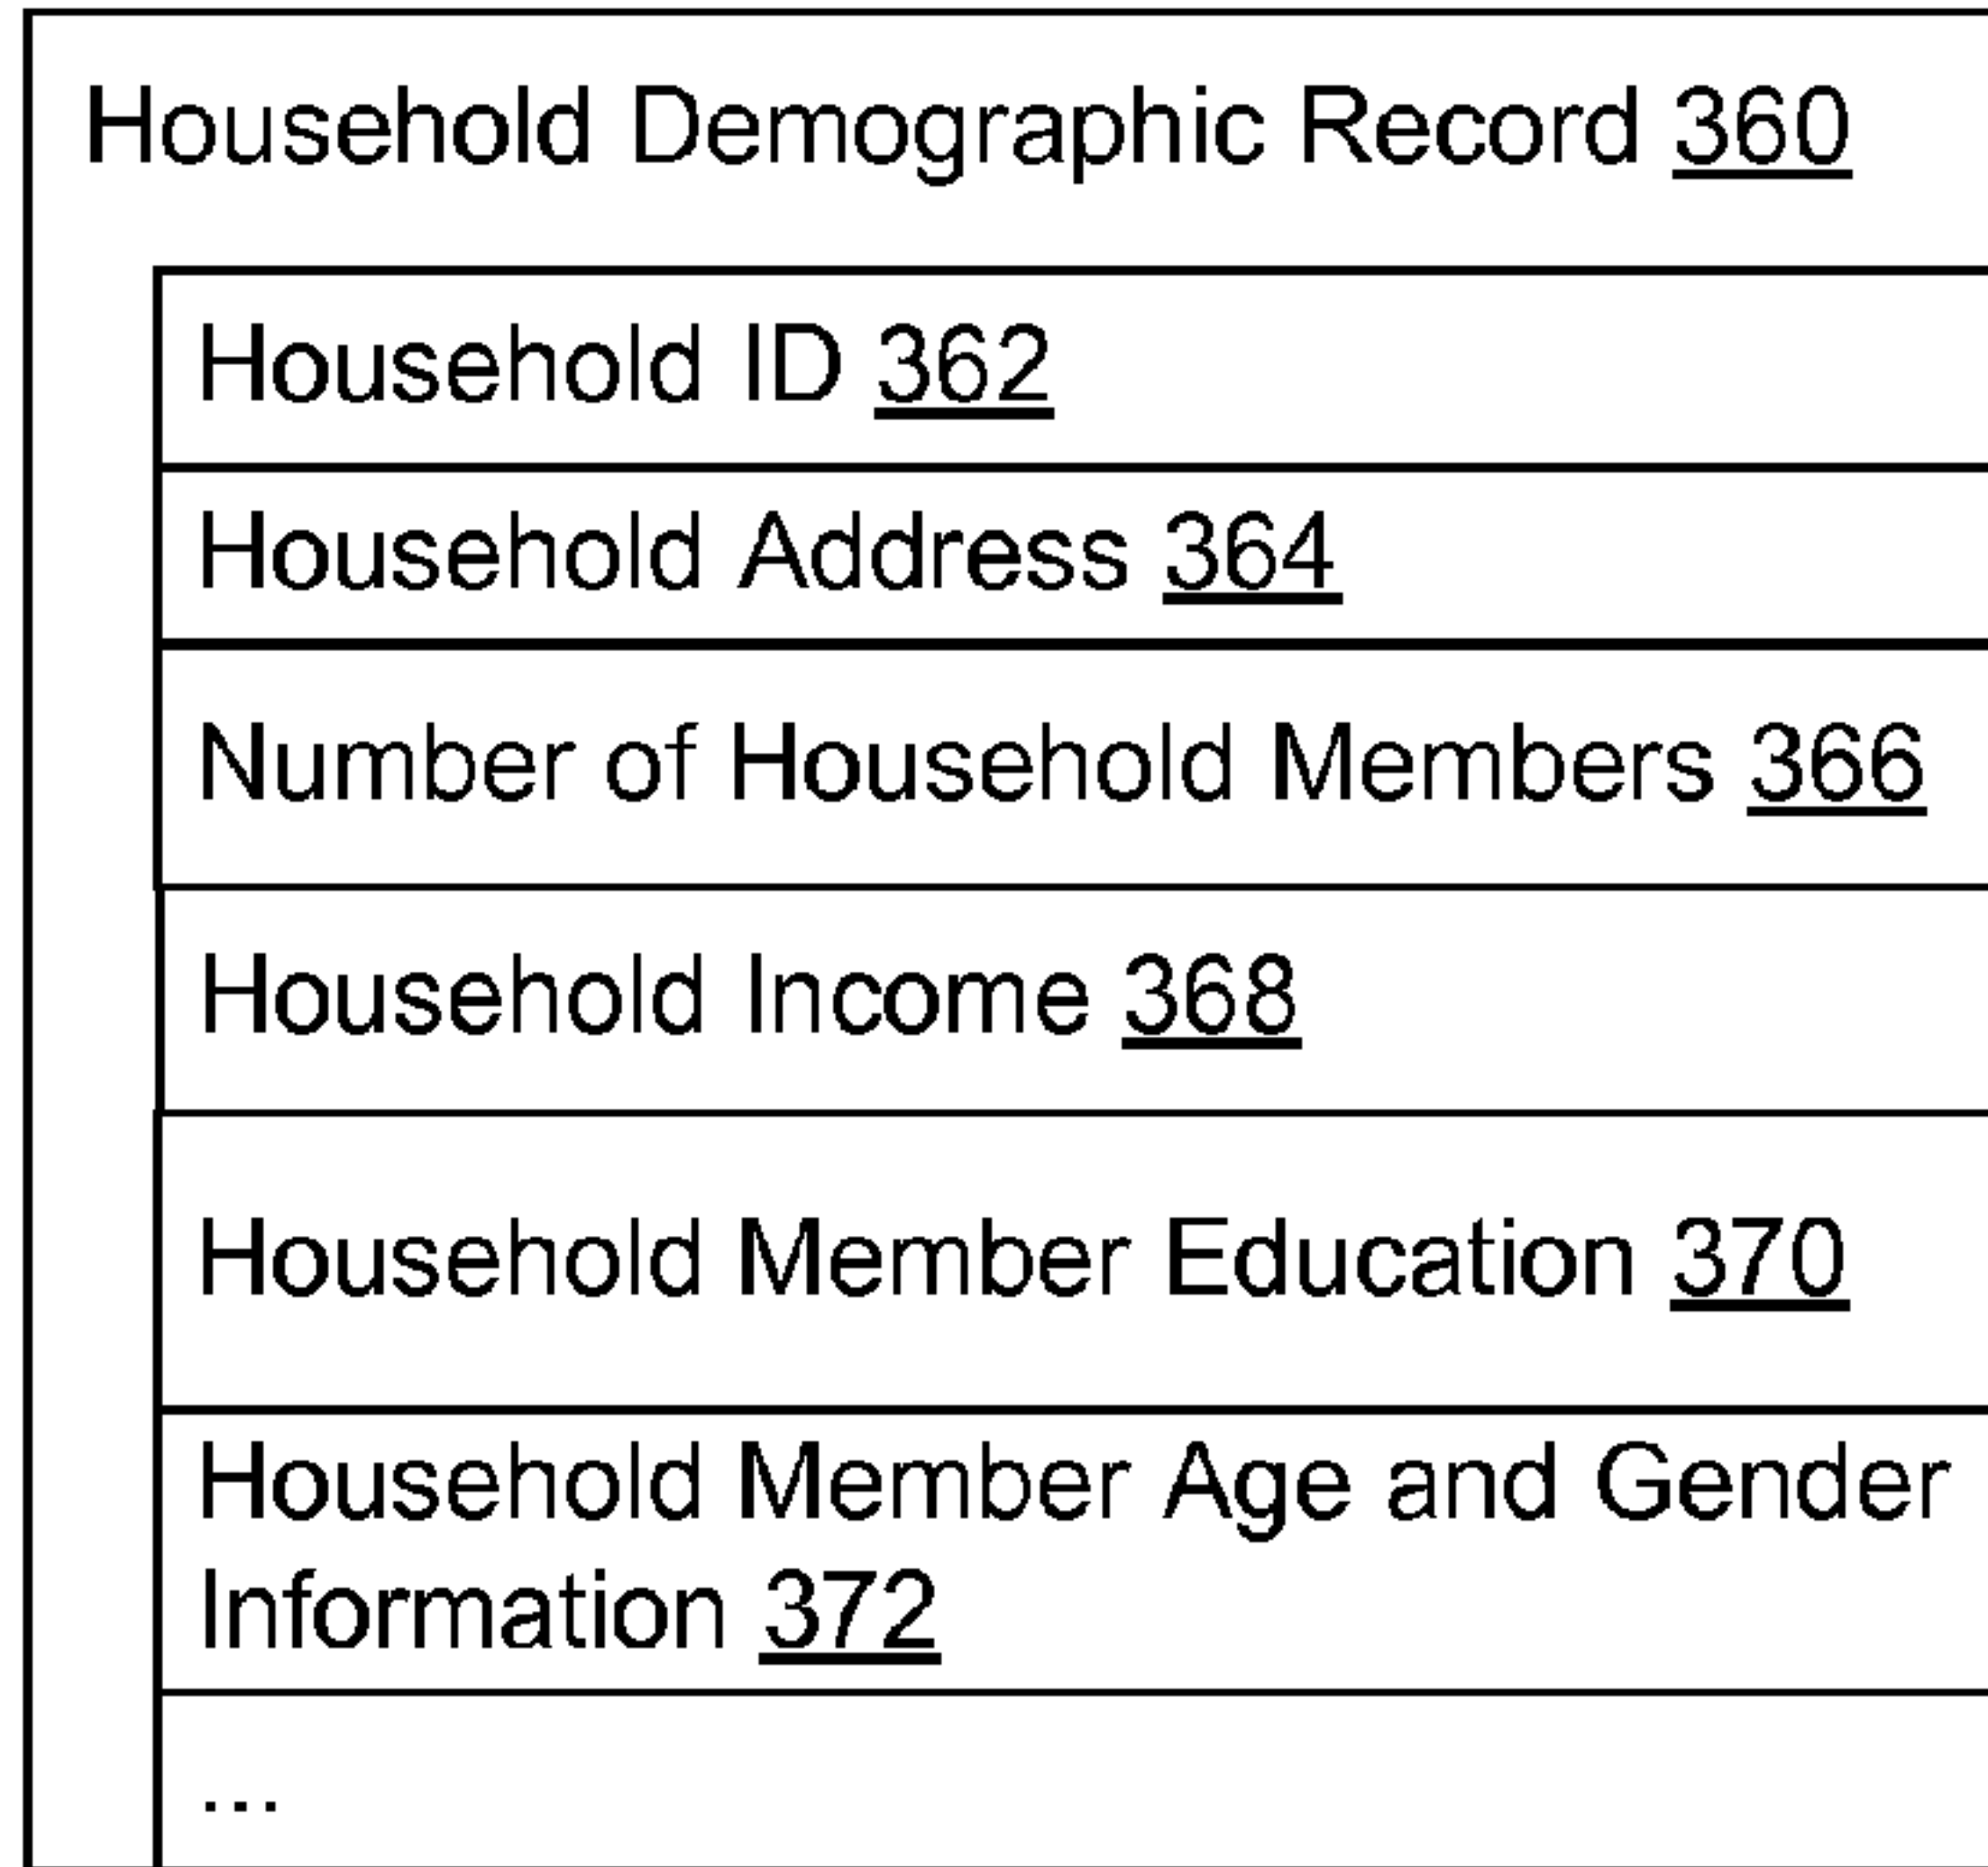 Household Demographic Record 360
Household ID 362
Household Address 364
Number of Household Members 366
Household Income 368
Household Member Education 370
Household Member Age and Gender
Information 372
...